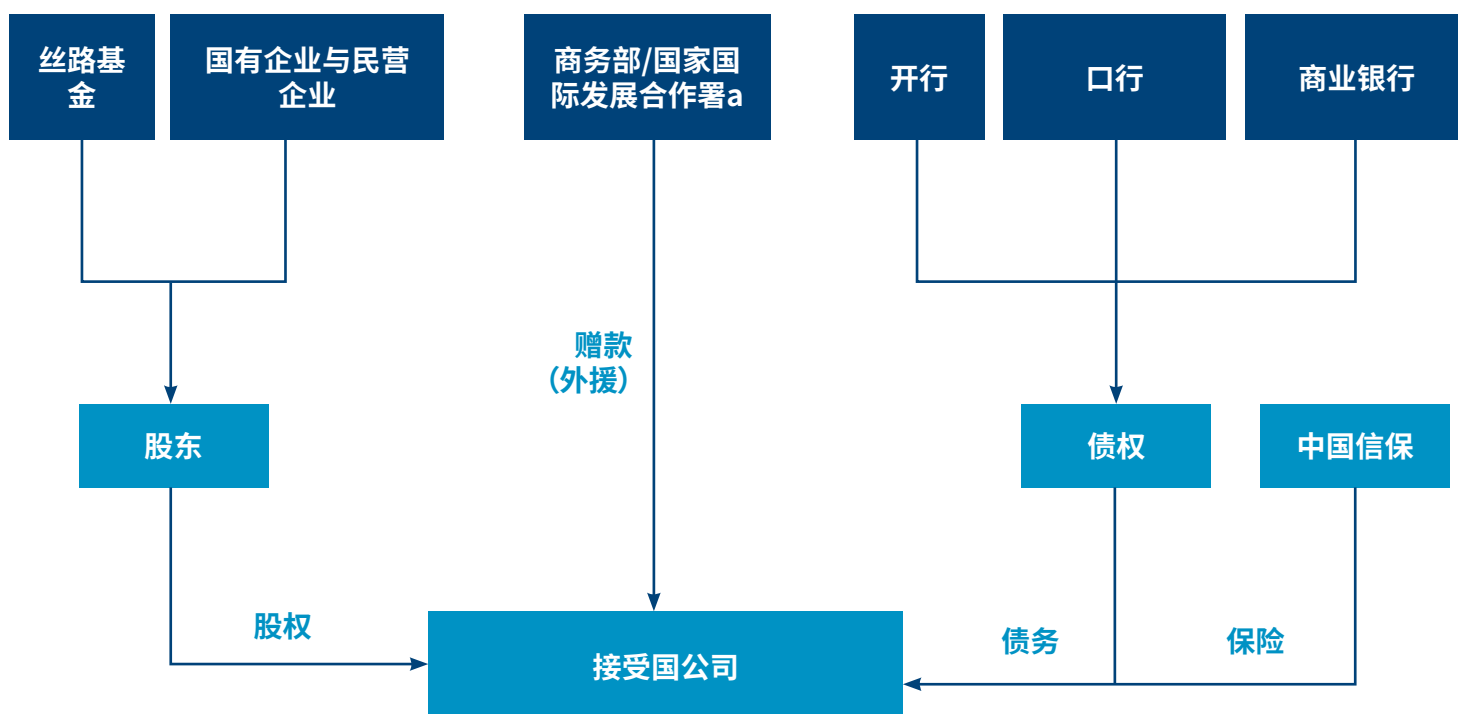 丝路基
金
国有企业与民营
企业
商务部/国家国
际发展合作署a
开行
口行
商业银行
赠款
（外援）
股东
债权
中国信保
股权
接受国公司
债务
保险